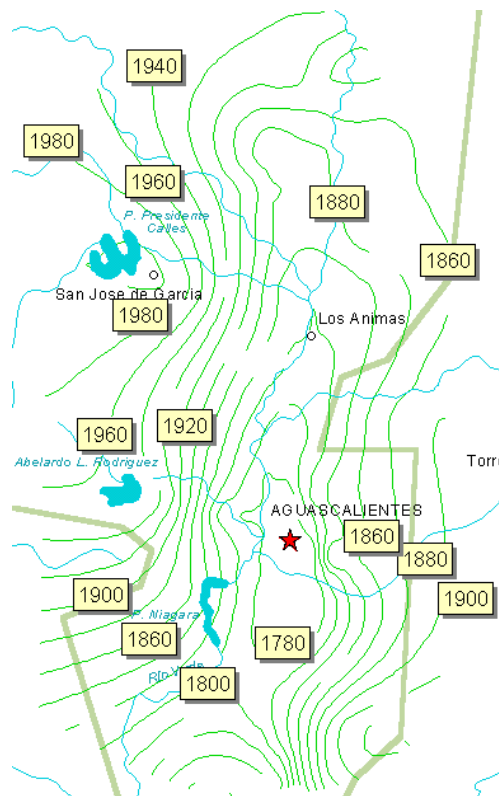 1940
1980
1960
1880
P. Presidente
Calles
1860
San Jose de Garcia
1980
Los Animas
1960
1920
Abelardo L. Rodriguez
Torr
AGUASCALIENTES
1860
1880
1900
1900
P. Niagara
1860
1780
Rio
1800